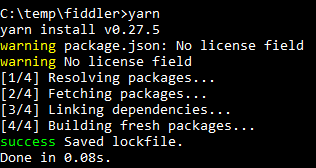 C:\temp\fiddler>yarn
yarn install v0.27.5
warning package.json: No license field
warning No license field
[1/4] Resolving packages...
[2/4] Fetching packages...
[3/4] Linking dependencies...
[4/4] Building fresh packages...
success Saved lockfile.
Done in 0.08s.